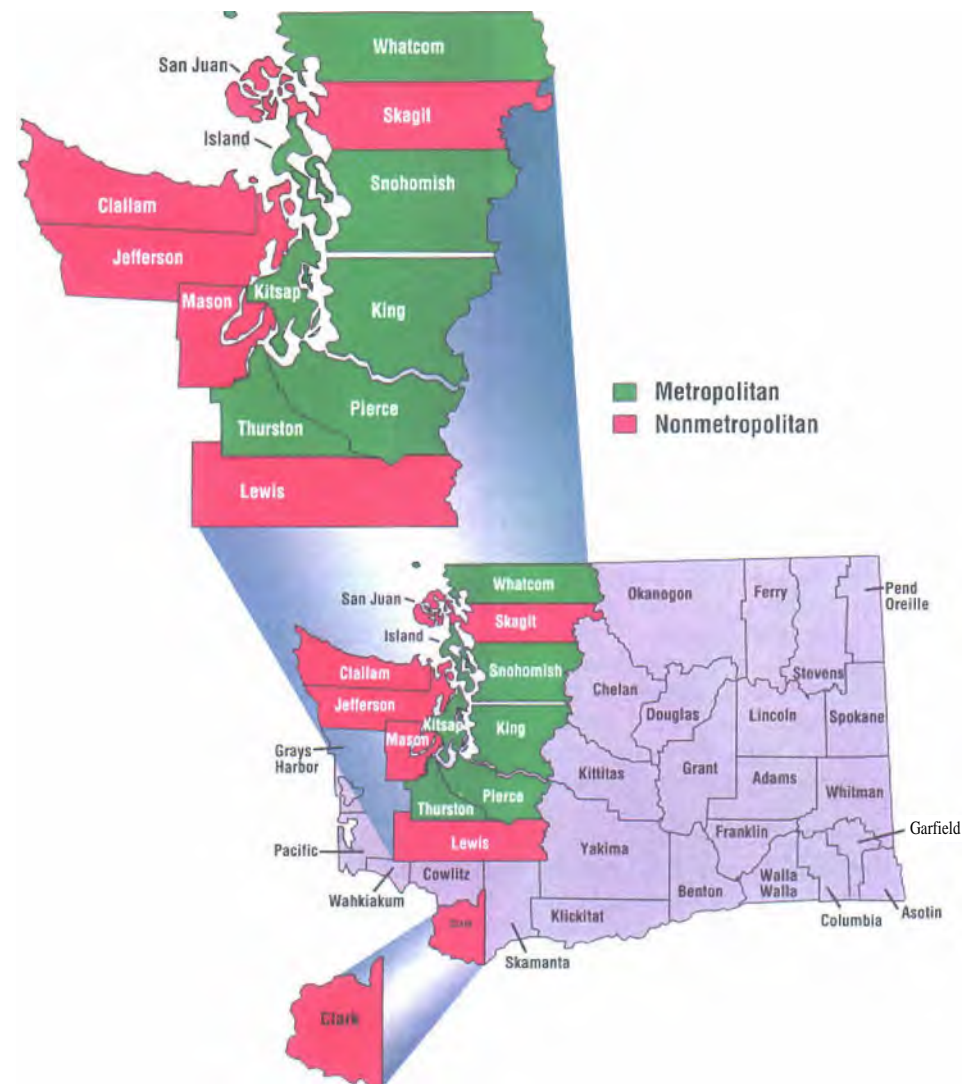 Whatcom
San Juan
Skagit
Island
Snohomish
Clallam
Jefferson
Kitsap
Mason
King
Metropolitan
Nonmetropolitan
Pierce
Thurston
Lewis
Whatcom
San Juan
Skagit
Island
Snohomish
Clallam
Jefferson
Kitsap
King
Mason
Grays
Harbor
Pierce
Thurston
Lewis
Pacific
Cowlitz
Wahkiakum
Okanogon
Ferry
Pend
Oreille
Stevens
Chelan
Douglas
Lincoln
Spokane
Kittitas
Grant
Adams
Whitman
Franklin
Garfield
Yakima
Benton
Walla
Walla
Columbia
Asotin
Klickitat
Skamanta
Clark
Clark